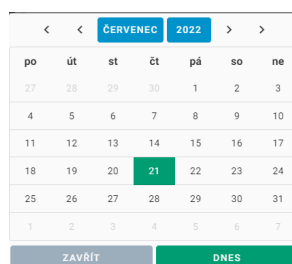 ‹ ‹ ČERVENEC 2022 › ›
po út st čt pá so ne
27 28 29 30 1 2 3
4 5 6 7 8 9 10
11 12 13 14 15 16 17
18 19 20 21 22 23 24
25 26 27 28 29 30 31
1 2 3 4 5 6 7
ZAVŘÍT DNES